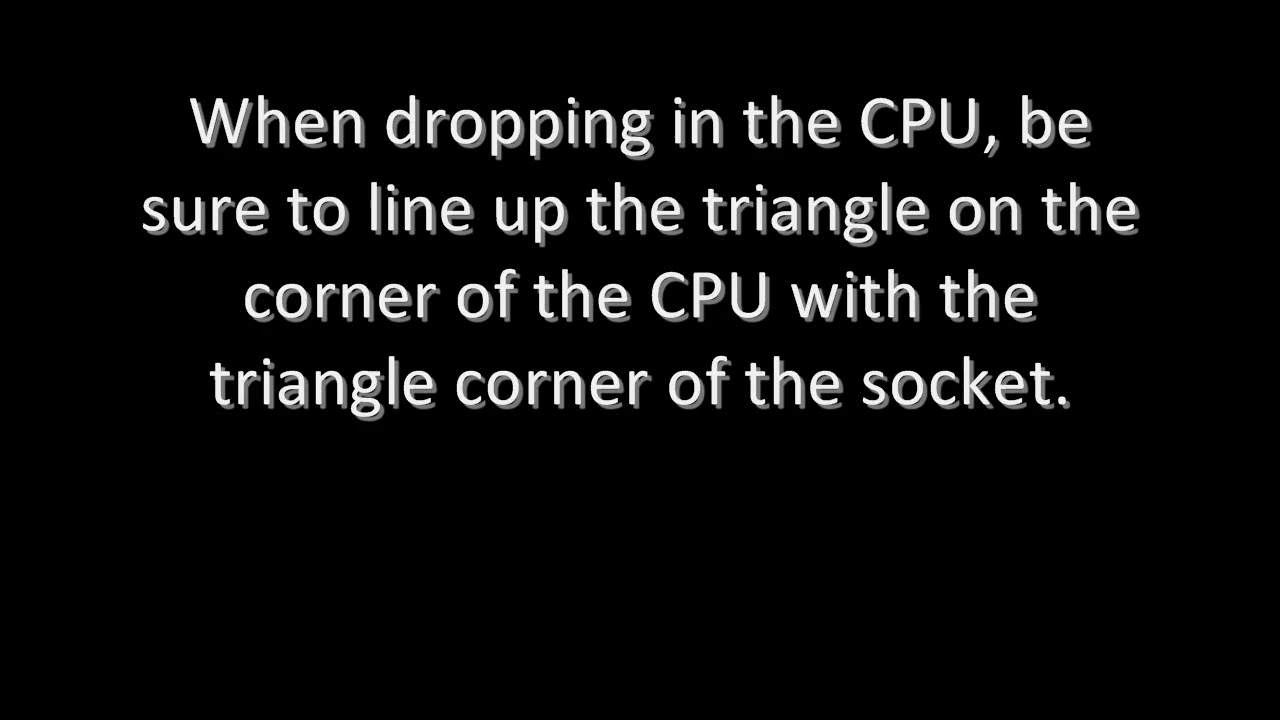 When dropping in the CPU, be
sure to line up the triangle on the
corner of the CPU with the
triangle corner of the socket.